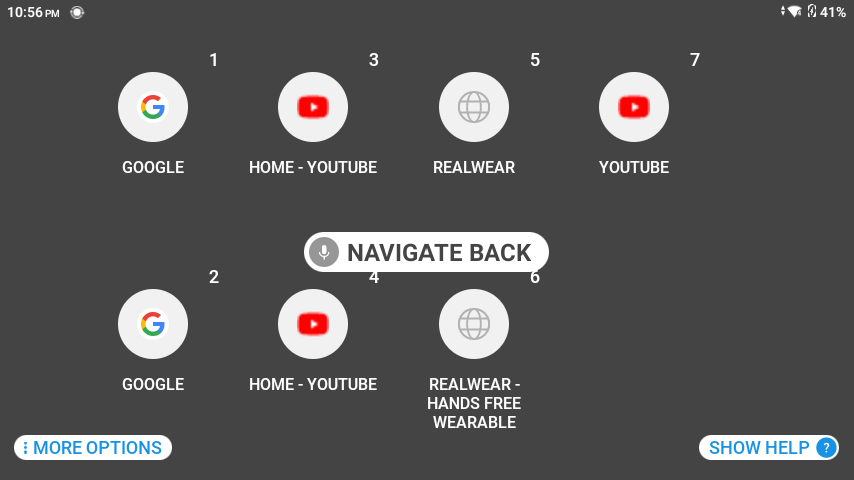 10:56 PM
41%
1
3
5
7
GOOGLE
HOME - YOUTUBE
REALWEAR
YOUTUBE
NAVIGATE BACK
2
4
6
GOOGLE
HOME - YOUTUBE
REALWEAR -
HANDS FREE
WEARABLE
MORE OPTIONS
SHOW HELP ?